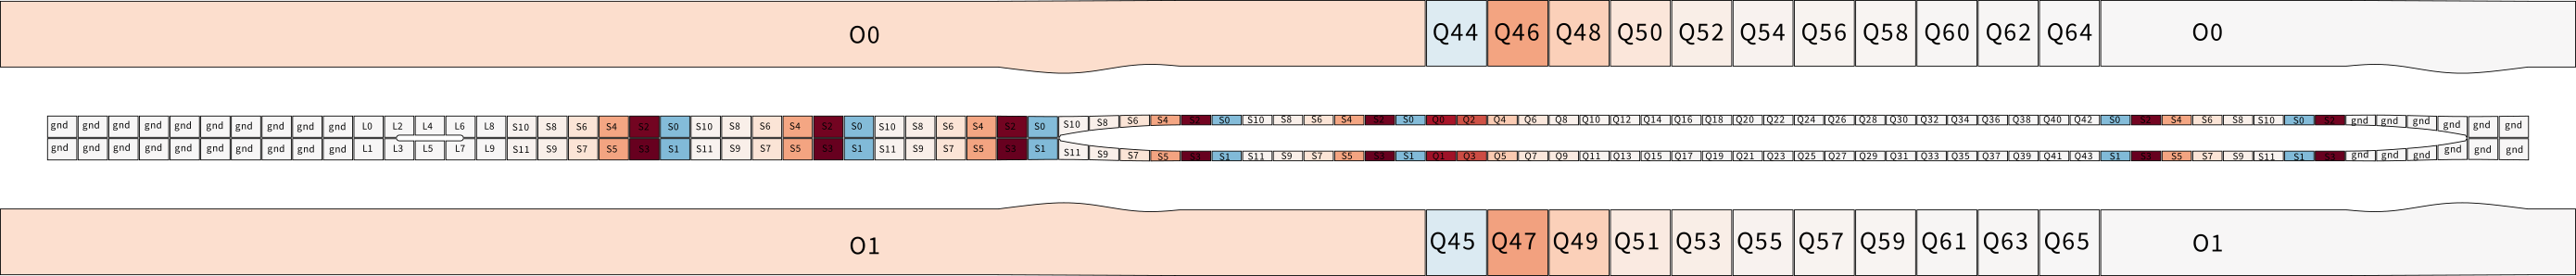 O0 Q44 Q46 Q48 Q50 Q52 Q54 Q56 Q58 Q60 Q62 Q64 O0
gnd gnd gnd gnd gnd gnd gnd gnd gnd gnd L0 L2 L4 L6 L8 S10 S8 S6 S4 S2 S0 S10 S8 S6 S4 S2 S0 S10 S8 S6 S4 S2 S0 S10 S8 S6 S4 S2 S0 S10 S8 S6 S4 S2 S0 Q0 Q2 Q4 Q6 Q8 Q10 Q12 Q14 Q16 Q18 Q20 Q22 Q24 Q26 Q28 Q30 Q32 Q34 Q36 Q38 Q40 Q42 S0 S2 S4 S6 S8 S10 S0 S2 gnd gnd gnd gnd gnd gnd
gnd gnd gnd gnd gnd gnd gnd gnd gnd gnd L1 L3 L5 L7 L9 S11 S9 S7 S5 S3 S1 S11 S9 S7 S5 S3 S1 S11 S9 S7 S5 S3 S1 S11 S9 S7 S5 S3 S1 S11 S9 S7 S5 S3 S1 Q1 Q3 Q5 Q7 Q9 Q11 Q13 Q15 Q17 Q19 Q21 Q23 Q25 Q27 Q29 Q31 Q33 Q35 Q37 Q39 Q41 Q43 S1 S3 S5 S7 S9 S11 S1 S3 gnd gnd gnd gnd gnd gnd
O1 Q45 Q47 Q49 Q51 Q53 Q55 Q57 Q59 Q61 Q63 Q65 O1